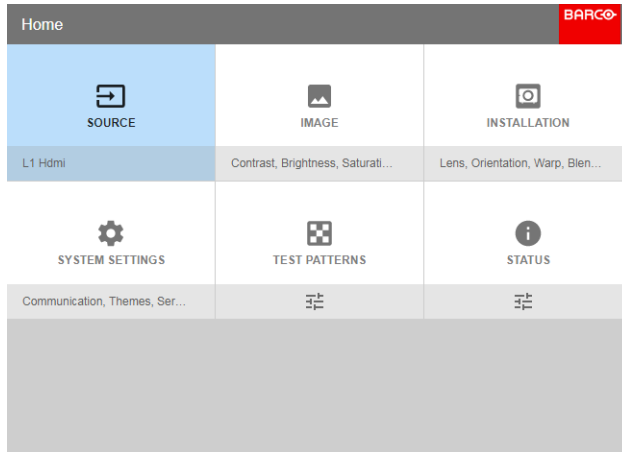 Home
BARCO
SOURCE
IMAGE
INSTALLATION
L1 Hdmi
Contrast, Brightness, Saturati...
Lens, Orientation, Warp, Blen...
SYSTEM SETTINGS
TEST PATTERNS
STATUS
Communication, Themes, Ser...